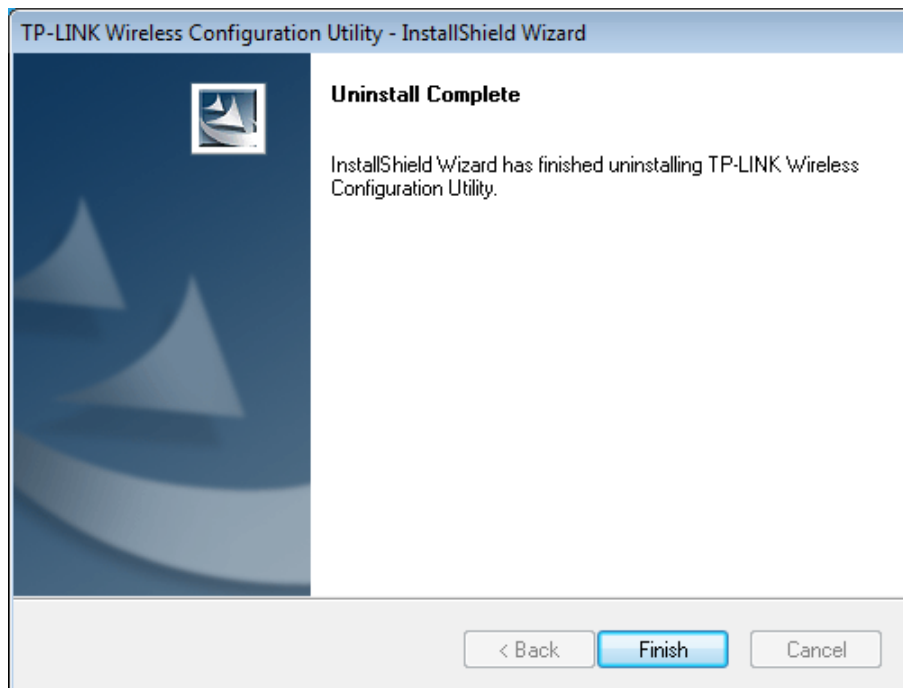 TP-LINK Wireless Configuration Utility - InstallShield Wizard
Uninstall Complete
InstallShield Wizard has finished uninstalling TP-LINK Wireless
Configuration Utility.
< Back
Finish
Cancel